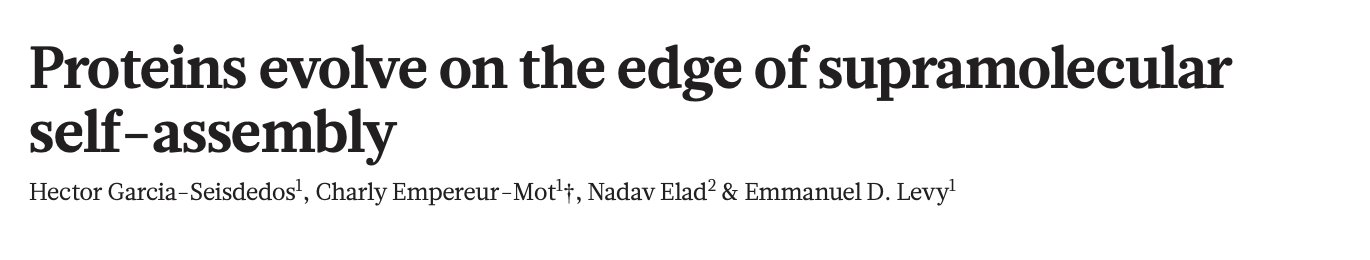 Proteins evolve on the edge of supramolecular
self-assembly
Hector Garcia-Seisdedos¹, Charly Empereur-Mot¹†, Nadav Elad² & Emmanuel D. Levy¹